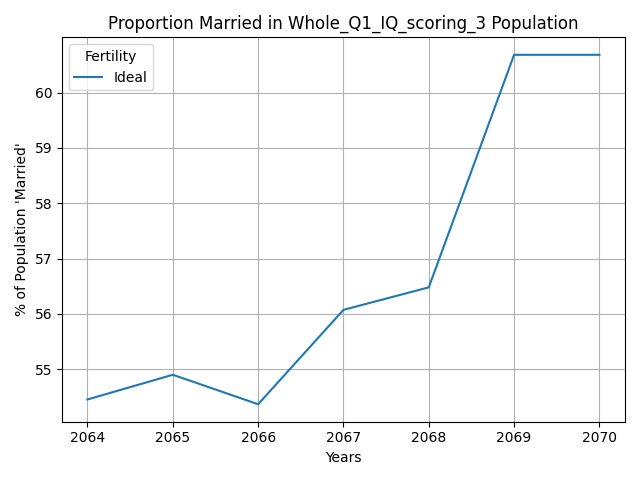 Proportion Married in Whole_Q1_IQ_scoring_3 Population
Fertility
Ideal
% of Population 'Married'
60
59
58
57
56
55
2064 2065 2066 2067 2068 2069 2070
Years